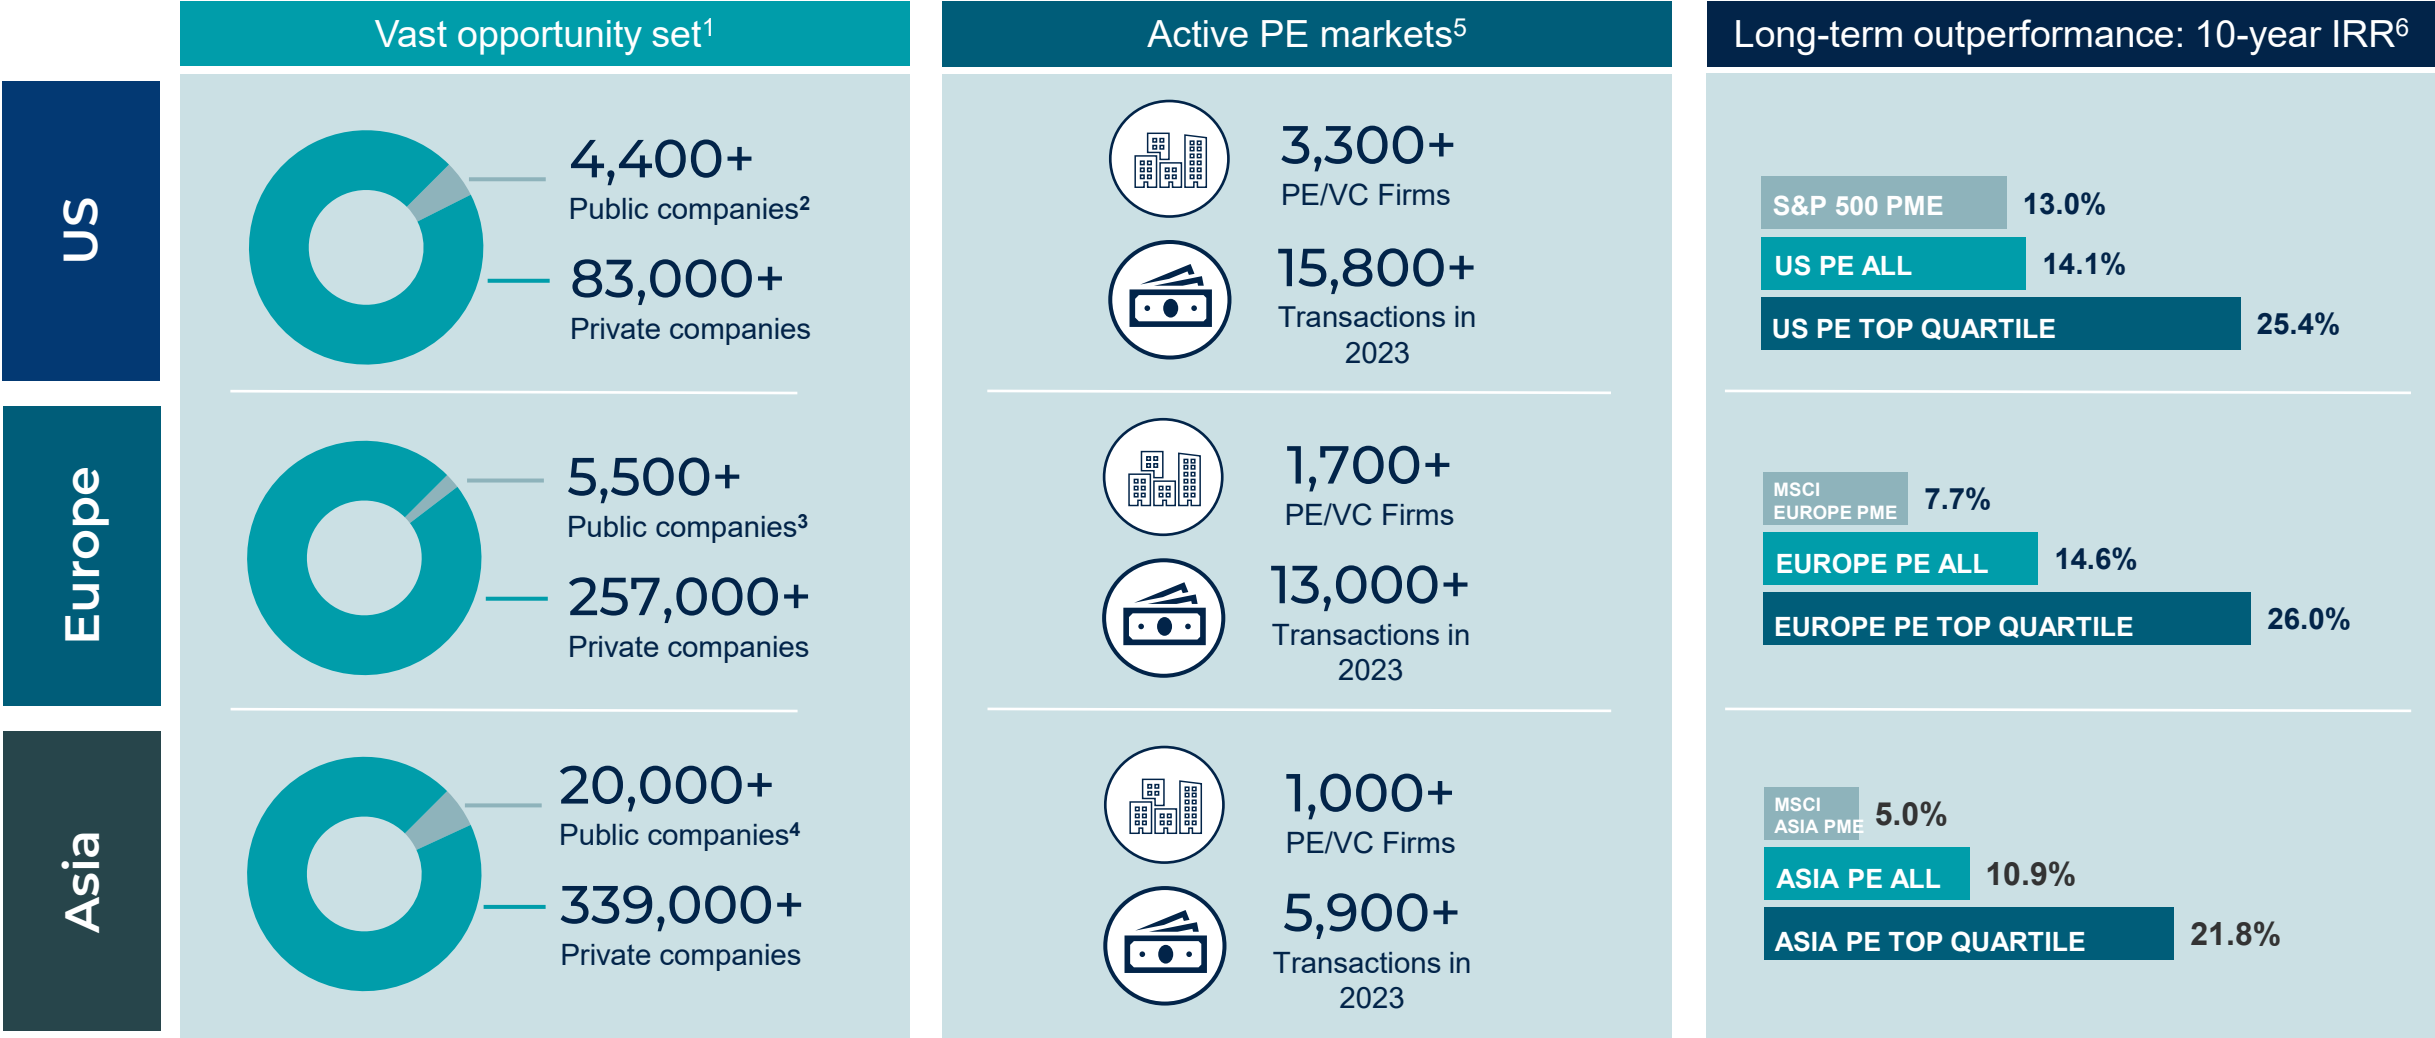 Vast opportunity set¹
Active PE markets⁵
Long-term outperformance: 10-year IRR⁶
US
4,400+
Public companies²
83,000+
Private companies
3,300+
PE/VC Firms
15,800+
Transactions in
2023
S&P 500 PME 13.0%
US PE ALL 14.1%
US PE TOP QUARTILE 25.4%
Europe
5,500+
Public companies³
257,000+
Private companies
1,700+
PE/VC Firms
13,000+
Transactions in
2023
MSCI
EUROPE PME 7.7%
EUROPE PE ALL 14.6%
EUROPE PE TOP QUARTILE 26.0%
Asia
20,000+
Public companies⁴
339,000+
Private companies
1,000+
PE/VC Firms
5,900+
Transactions in
2023
MSCI
ASIA PME 5.0%
ASIA PE ALL 10.9%
ASIA PE TOP QUARTILE 21.8%